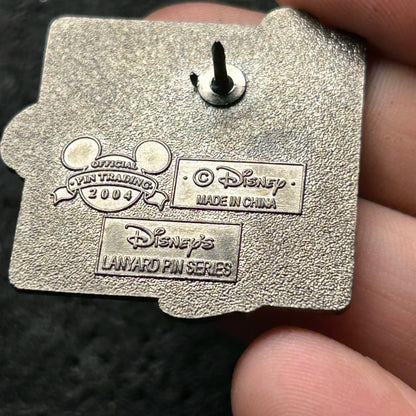 OFFICIAL
·PIN TRADING·
2004
· © Disney ·
MADE IN CHINA
Disney's
LANYARD PIN SERIES